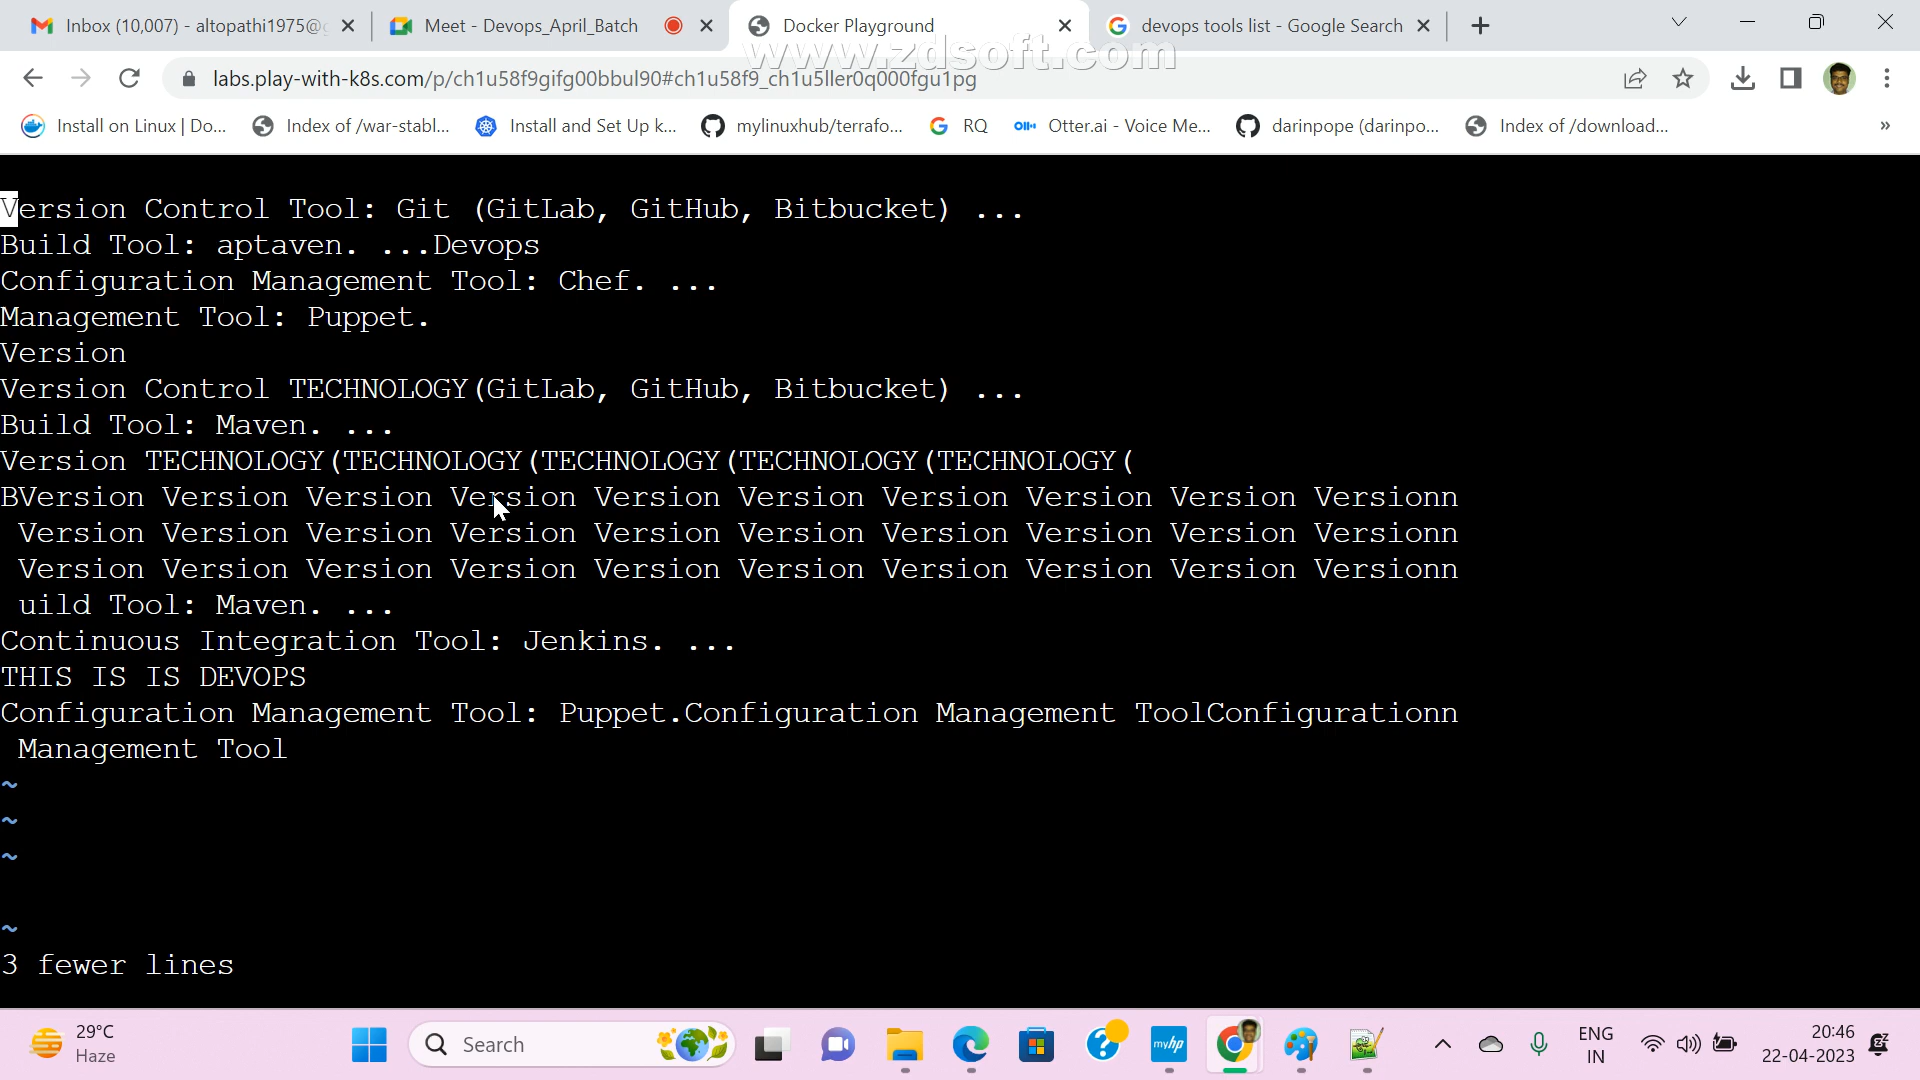 Inbox (10,007) - altopathi1975@
Meet - Devops_April_Batch
Docker Playground
devops tools list - Google Search
www.zdsoft.com
labs.play-with-k8s.com/p/ch1u58f9gifg00bbul90#ch1u58f9_ch1u5ller0q000fgu1pg
Install on Linux | Do...
Index of /war-stabl...
Install and Set Up k...
mylinuxhub/terrafo...
RQ
Otter.ai - Voice Me...
darinpope (darinpo...
Index of /download...
»
Version Control Tool: Git (GitLab, GitHub, Bitbucket) ...
Build Tool: aptaven. ...Devops
Configuration Management Tool: Chef. ...
Management Tool: Puppet.
Version
Version Control TECHNOLOGY(GitLab, GitHub, Bitbucket) ...
Build Tool: Maven. ...
Version TECHNOLOGY(TECHNOLOGY(TECHNOLOGY(TECHNOLOGY(TECHNOLOGY(
BVersion Version Version Version Version Version Version Version Version Versionn
Version Version Version Version Version Version Version Version Version Versionn
Version Version Version Version Version Version Version Version Version Versionn
uild Tool: Maven. ...
Continuous Integration Tool: Jenkins. ...
THIS IS IS DEVOPS
Configuration Management Tool: Puppet.Configuration Management ToolConfigurationn
Management Tool
~
~
~
~
3 fewer lines
29°C
Haze
Search
myhp
ENG
IN
20:46
22-04-2023